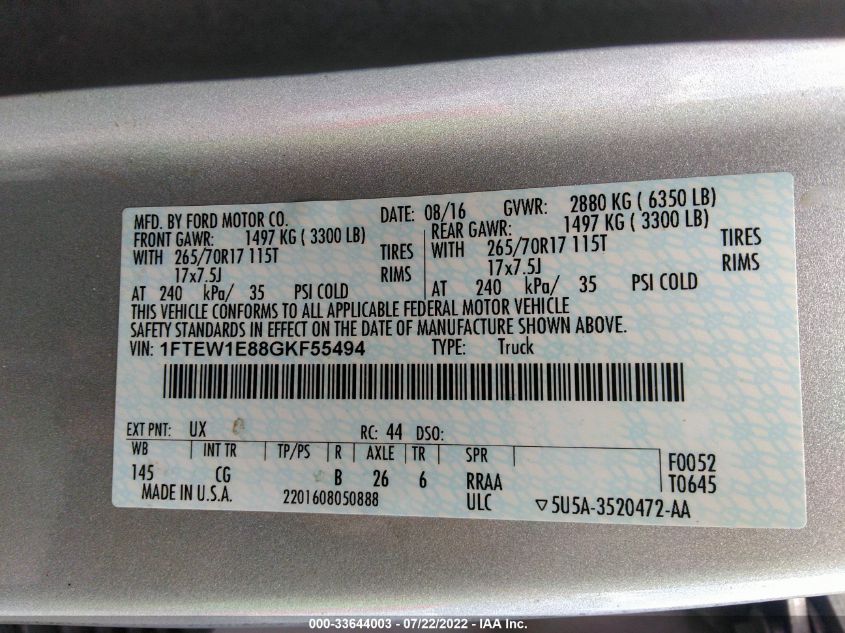 MFD. BY FORD MOTOR CO. DATE: 08/16 GVWR: 2880 KG ( 6350 LB)
FRONT GAWR: 1497 KG ( 3300 LB) REAR GAWR: 1497 KG ( 3300 LB)
WITH 265/70R17 115T TIRES WITH 265/70R17 115T TIRES
17x7.5J RIMS 17x7.5J RIMS
AT 240 kPa/ 35 PSI COLD AT 240 kPa/ 35 PSI COLD
THIS VEHICLE CONFORMS TO ALL APPLICABLE FEDERAL MOTOR VEHICLE
SAFETY STANDARDS IN EFFECT ON THE DATE OF MANUFACTURE SHOWN ABOVE.
VIN: 1FTEW1E88GKF55494 TYPE: Truck
EXT PNT: UX RC: 44 DSO:
WB INT TR TP/PS R AXLE TR SPR F0052
145 CG B 26 6 RRAA T0645
MADE IN U.S.A. 2201608050888 ULC ▽5U5A-3520472-AA
000-33644003 - 07/22/2022 - IAA Inc.